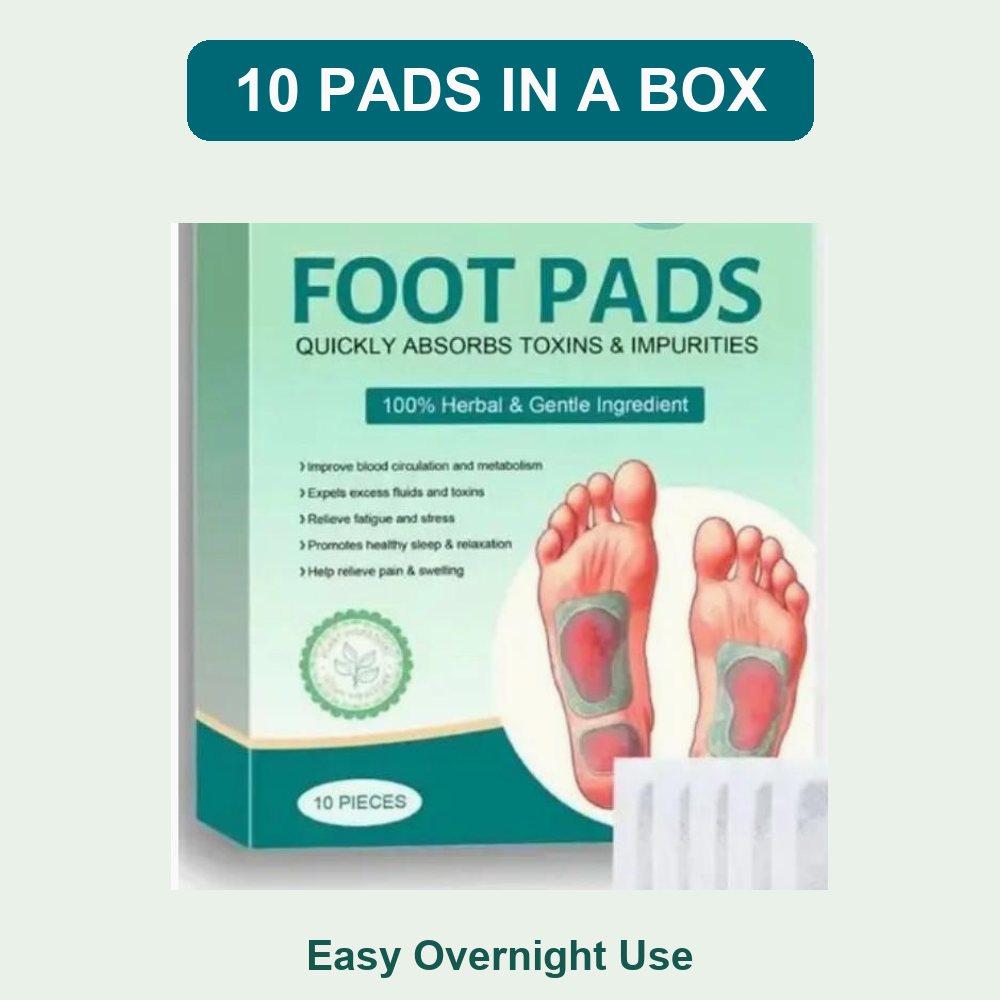 10 PADS IN A BOX
FOOT PADS
QUICKLY ABSORBS TOXINS & IMPURITIES
100% Herbal & Gentle Ingredient
› Improve blood circulation and metabolism
› Expels excess fluids and toxins
› Relieve fatigue and stress
› Promotes healthy sleep & relaxation
› Help relieve pain & swelling
10 PIECES
Easy Overnight Use